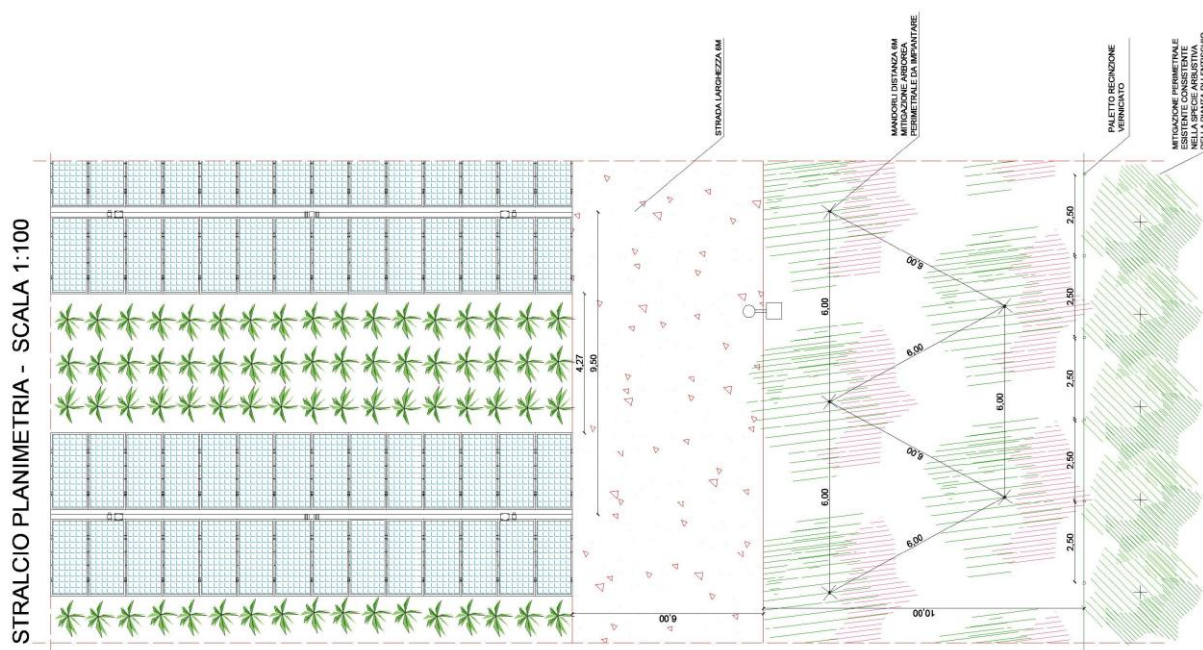 STRALCIO PLANIMETRIA - SCALA 1:100
STRADA LARGHEZZA 6M
MANDORLI DISTANZA 6M
MITIGAZIONE ARBOREA
PERIMETRALE DA IMPIANTARE
PALETTO RECINZIONE
VERNICIATO
MITIGAZIONE PERIMETRALE
ESISTENTE CONSISTENTE
NELLA SPECIE ARBUSTIVA
4,27
9,50
6,00
10,00
6,00
6,00
6,00
6,00
6,00
6,00
6,00
2,50
2,50
2,50
2,50
2,50